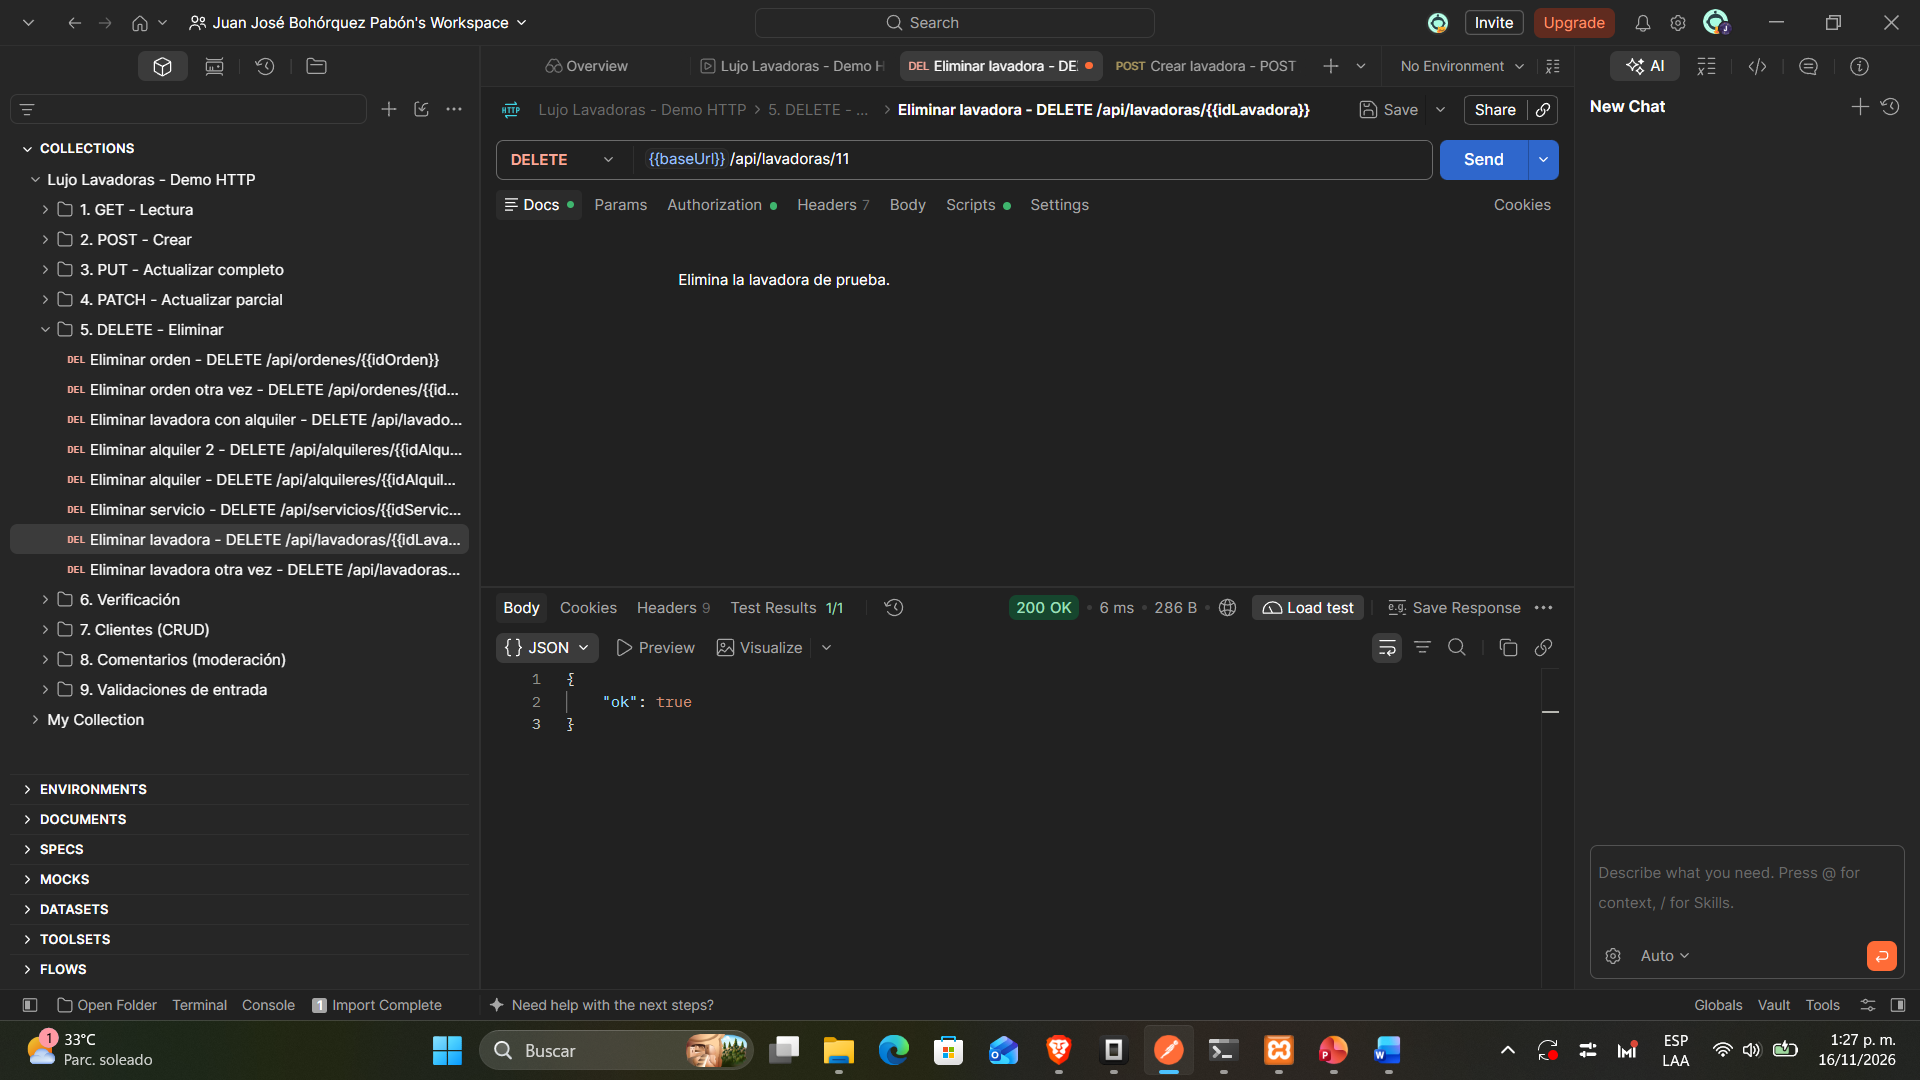 Juan José Bohórquez Pabón's Workspace
Search
Invite
Upgrade
Overview
Lujo Lavadoras - Demo H
DEL Eliminar lavadora - DE
POST Crear lavadora - POST
No Environment
AI
COLLECTIONS
Lujo Lavadoras - Demo HTTP
1. GET - Lectura
2. POST - Crear
3. PUT - Actualizar completo
4. PATCH - Actualizar parcial
5. DELETE - Eliminar
DEL Eliminar orden - DELETE /api/ordenes/{{idOrden}}
DEL Eliminar orden otra vez - DELETE /api/ordenes/{{id...
DEL Eliminar lavadora con alquiler - DELETE /api/lavado...
DEL Eliminar alquiler 2 - DELETE /api/alquileres/{{idAlqu...
DEL Eliminar alquiler - DELETE /api/alquileres/{{idAlquil...
DEL Eliminar servicio - DELETE /api/servicios/{{idServic...
DEL Eliminar lavadora - DELETE /api/lavadoras/{{idLava...
DEL Eliminar lavadora otra vez - DELETE /api/lavadoras...
6. Verificación
7. Clientes (CRUD)
8. Comentarios (moderación)
9. Validaciones de entrada
My Collection
ENVIRONMENTS
DOCUMENTS
SPECS
MOCKS
DATASETS
TOOLSETS
FLOWS
HTTP Lujo Lavadoras - Demo HTTP > 5. DELETE - ... > Eliminar lavadora - DELETE /api/lavadoras/{{idLavadora}}
Save
Share
DELETE
{{baseUrl}} /api/lavadoras/11
Send
Docs
Params
Authorization
Headers 7
Body
Scripts
Settings
Cookies
Elimina la lavadora de prueba.
Body
Cookies
Headers 9
Test Results 1/1
200 OK
6 ms
286 B
Load test
e.g. Save Response
{} JSON
Preview
Visualize
1 {
2 "ok": true
3 }
New Chat
Describe what you need. Press @ for
context, / for Skills.
Auto
Open Folder
Terminal
Console
1 Import Complete
Need help with the next steps?
Globals
Vault
Tools
1
33°C
Parc. soleado
Buscar
ESP
LAA
1:27 p. m.
16/11/2026